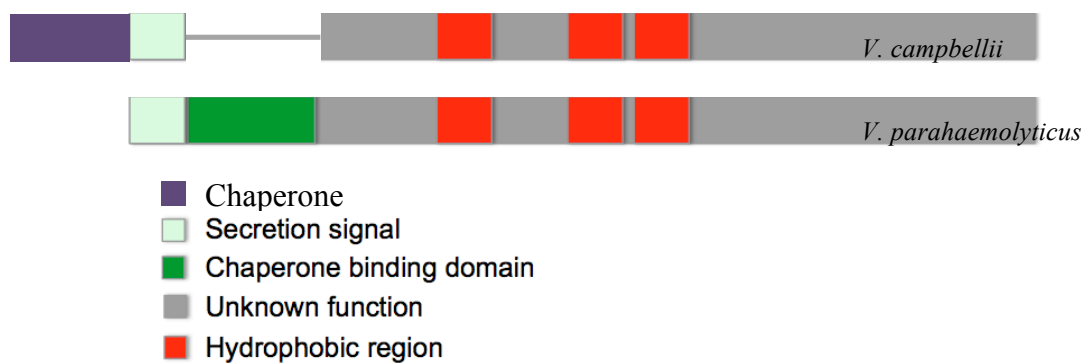 V. campbellii
V. parahaemolyticus
Chaperone
Secretion signal
Chaperone binding domain
Unknown function
Hydrophobic region